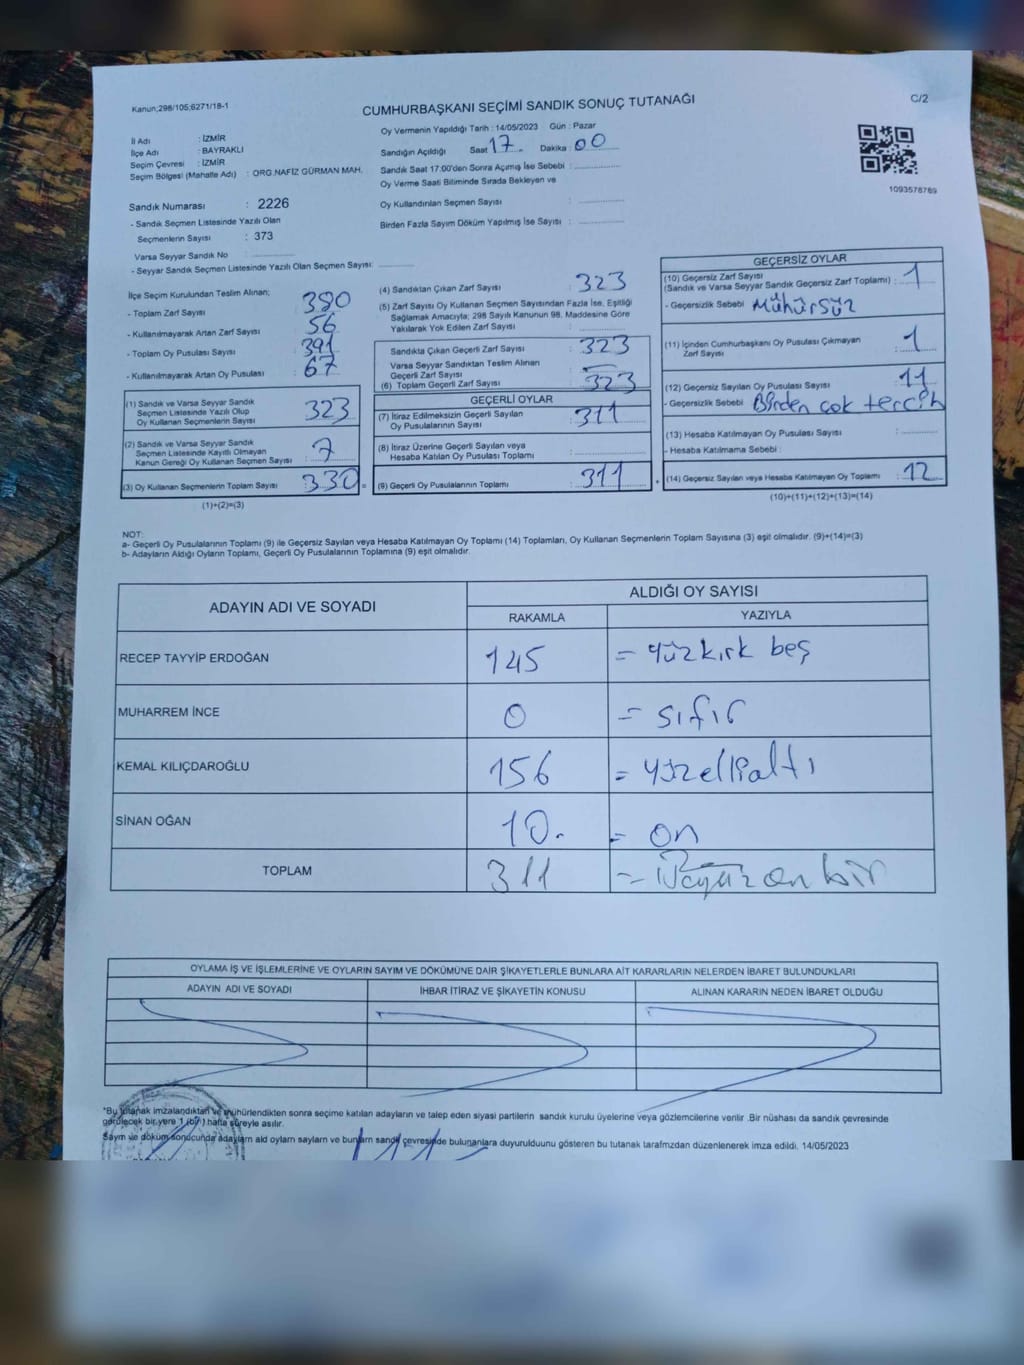 Kanun;298/105;6271/18-1
CUMHURBAŞKANI SEÇİMİ SANDIK SONUÇ TUTANAĞI
C/2
İl Adı : İZMİR
İlçe Adı : BAYRAKLI
Seçim Çevresi : İZMİR
Seçim Bölgesi (Mahalle Adı) : ORG.NAFİZ GÜRMAN MAH.
Oy Vermenin Yapıldığı Tarih : 14/05/2023 Gün : Pazar
Sandığın Açıldığı Saat 17. Dakika : 00
Sandık Saat 17.00'den Sonra Açımış İse Sebebi :
Oy Verme Saati Bitiminde Sırada Bekleyen ve
Oy Kullandırılan Seçmen Sayısı :
Birden Fazla Sayım Döküm Yapılmış İse Sayısı :
1093578769
Sandık Numarası : 2226
- Sandık Seçmen Listesinde Yazılı Olan
Seçmenlerin Sayısı : 373
Varsa Seyyar Sandık No
- Seyyar Sandık Seçmen Listesinde Yazılı Olan Seçmen Sayısı:
İlçe Seçim Kurulundan Teslim Alınan;
- Toplam Zarf Sayısı : 380
- Kullanılmayarak Artan Zarf Sayısı : 56
- Toplam Oy Pusulası Sayısı : 391
- Kullanılmayarak Artan Oy Pusulası : 67
(1) Sandık ve Varsa Seyyar Sandık
Seçmen Listesinde Yazılı Olup
Oy Kullanan Seçmenlerin Sayısı : 323
(2) Sandık ve Varsa Seyyar Sandık
Seçmen Listesinde Kayıtlı Olmayan
Kanun Gereği Oy Kullanan Seçmen Sayısı : 7
(3) Oy Kullanan Seçmenlerin Toplam Sayısı : 330
(1)+(2)=(3)
(4) Sandıktan Çıkan Zarf Sayısı : 323
(5) Zarf Sayısı Oy Kullanan Seçmen Sayısından Fazla İse, Eşitliği
Sağlamak Amacıyla; 298 Sayılı Kanunun 98. Maddesine Göre
Yakılarak Yok Edilen Zarf Sayısı :
Sandıkta Çıkan Geçerli Zarf Sayısı : 323
Varsa Seyyar Sandıktan Teslim Alınan
Geçerli Zarf Sayısı :
(6) Toplam Geçerli Zarf Sayısı : 323
GEÇERLİ OYLAR
(7) İtiraz Edilmeksizin Geçerli Sayılan
Oy Pusulalarının Sayısı : 311
(8) İtiraz Üzerine Geçerli Sayılan veya
Hesaba Katılan Oy Pusulası Toplamı :
(9) Geçerli Oy Pusulalarının Toplamı : 311
GEÇERSİZ OYLAR
(10) Geçersiz Zarf Sayısı
(Sandık ve Varsa Seyyar Sandık Geçersiz Zarf Toplamı) : 1
- Geçersizlik Sebebi : Mühürsüz
(11) İçinden Cumhurbaşkanı Oy Pusulası Çıkmayan
Zarf Sayısı : 1
(12) Geçersiz Sayılan Oy Pusulası Sayısı : 11
- Geçersizlik Sebebi : Birden çok tercih
(13) Hesaba Katılmayan Oy Pusulası Sayısı :
- Hesaba Katılmama Sebebi :
(14) Geçersiz Sayılan veya Hesaba Katılmayan Oy Toplamı : 12
(10)+(11)+(12)+(13)=(14)
NOT:
a- Geçerli Oy Pusulalarının Toplamı (9) ile Geçersiz Sayılan veya Hesaba Katılmayan Oy Toplamı (14) Toplamları, Oy Kullanan Seçmenlerin Toplam Sayısına (3) eşit olmalıdır. (9)+(14)=(3)
b- Adayların Aldığı Oyların Toplamı, Geçerli Oy Pusulalarının Toplamına (9) eşit olmalıdır.
ADAYIN ADI VE SOYADI
ALDIĞI OY SAYISI
RAKAMLA YAZIYLA
RECEP TAYYİP ERDOĞAN 145 = yüzkırk beş
MUHARREM İNCE 0 = sıfır
KEMAL KILIÇDAROĞLU 156 = yüzellialtı
SİNAN OĞAN 10. = on
TOPLAM 311 = Üçyüz on bir
OYLAMA İŞ VE İŞLEMLERİNE VE OYLARIN SAYIM VE DÖKÜMÜNE DAİR ŞİKAYETLERLE BUNLARA AİT KARARLARIN NELERDEN İBARET BULUNDUKLARI
ADAYIN ADI VE SOYADI İHBAR İTİRAZ VE ŞİKAYETİN KONUSU ALINAN KARARIN NEDEN İBARET OLDUĞU
*Bu tutanak imzalandıktan ve mühürlendikten sonra seçime katılan adayların ve talep eden siyasi partilerin sandık kurulu üyelerine veya gözlemcilerine verilir .Bir nüshası da sandık çevresinde
görülecek bir yere 1 (bir) hafta süreyle asılır.
Sayım ve döküm sonucunda adayların ald oyların sayların ve bunların sandık çevresinde bulunanlara duyurulduunu gösteren bu tutanak tarafmzdan düzenlenerek imza edildi. 14/05/2023